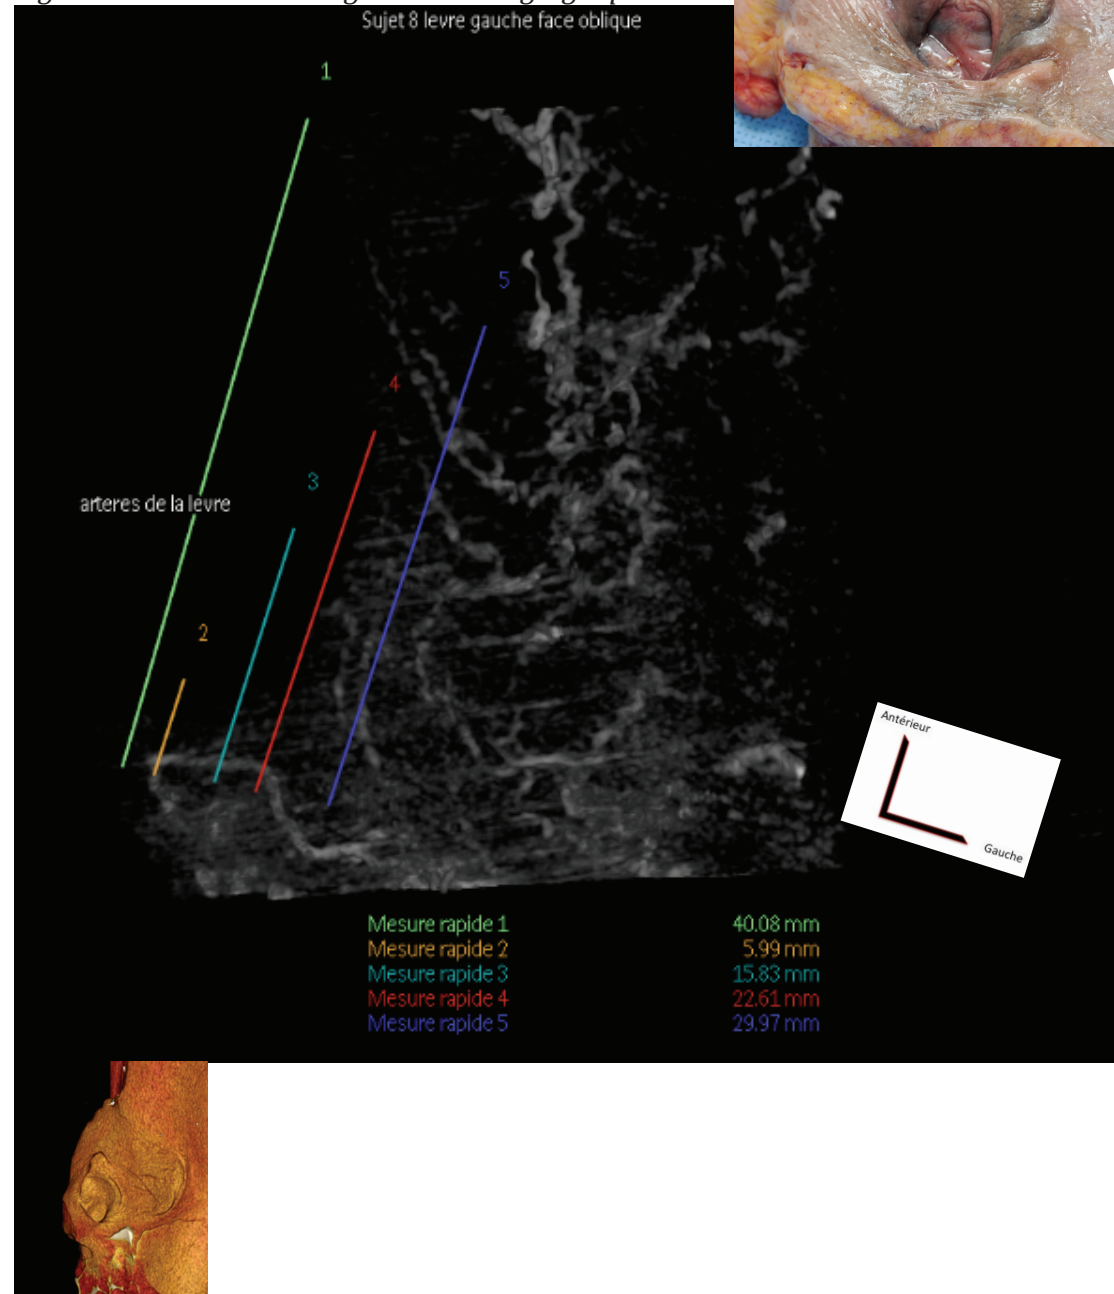 Sujet 8 levre gauche face oblique
1
5
4
3
arteres de la levre
2
Antérieur
Gauche
Mesure rapide 1 40.08 mm
Mesure rapide 2 5.99 mm
Mesure rapide 3 15.83 mm
Mesure rapide 4 22.61 mm
Mesure rapide 5 29.97 mm